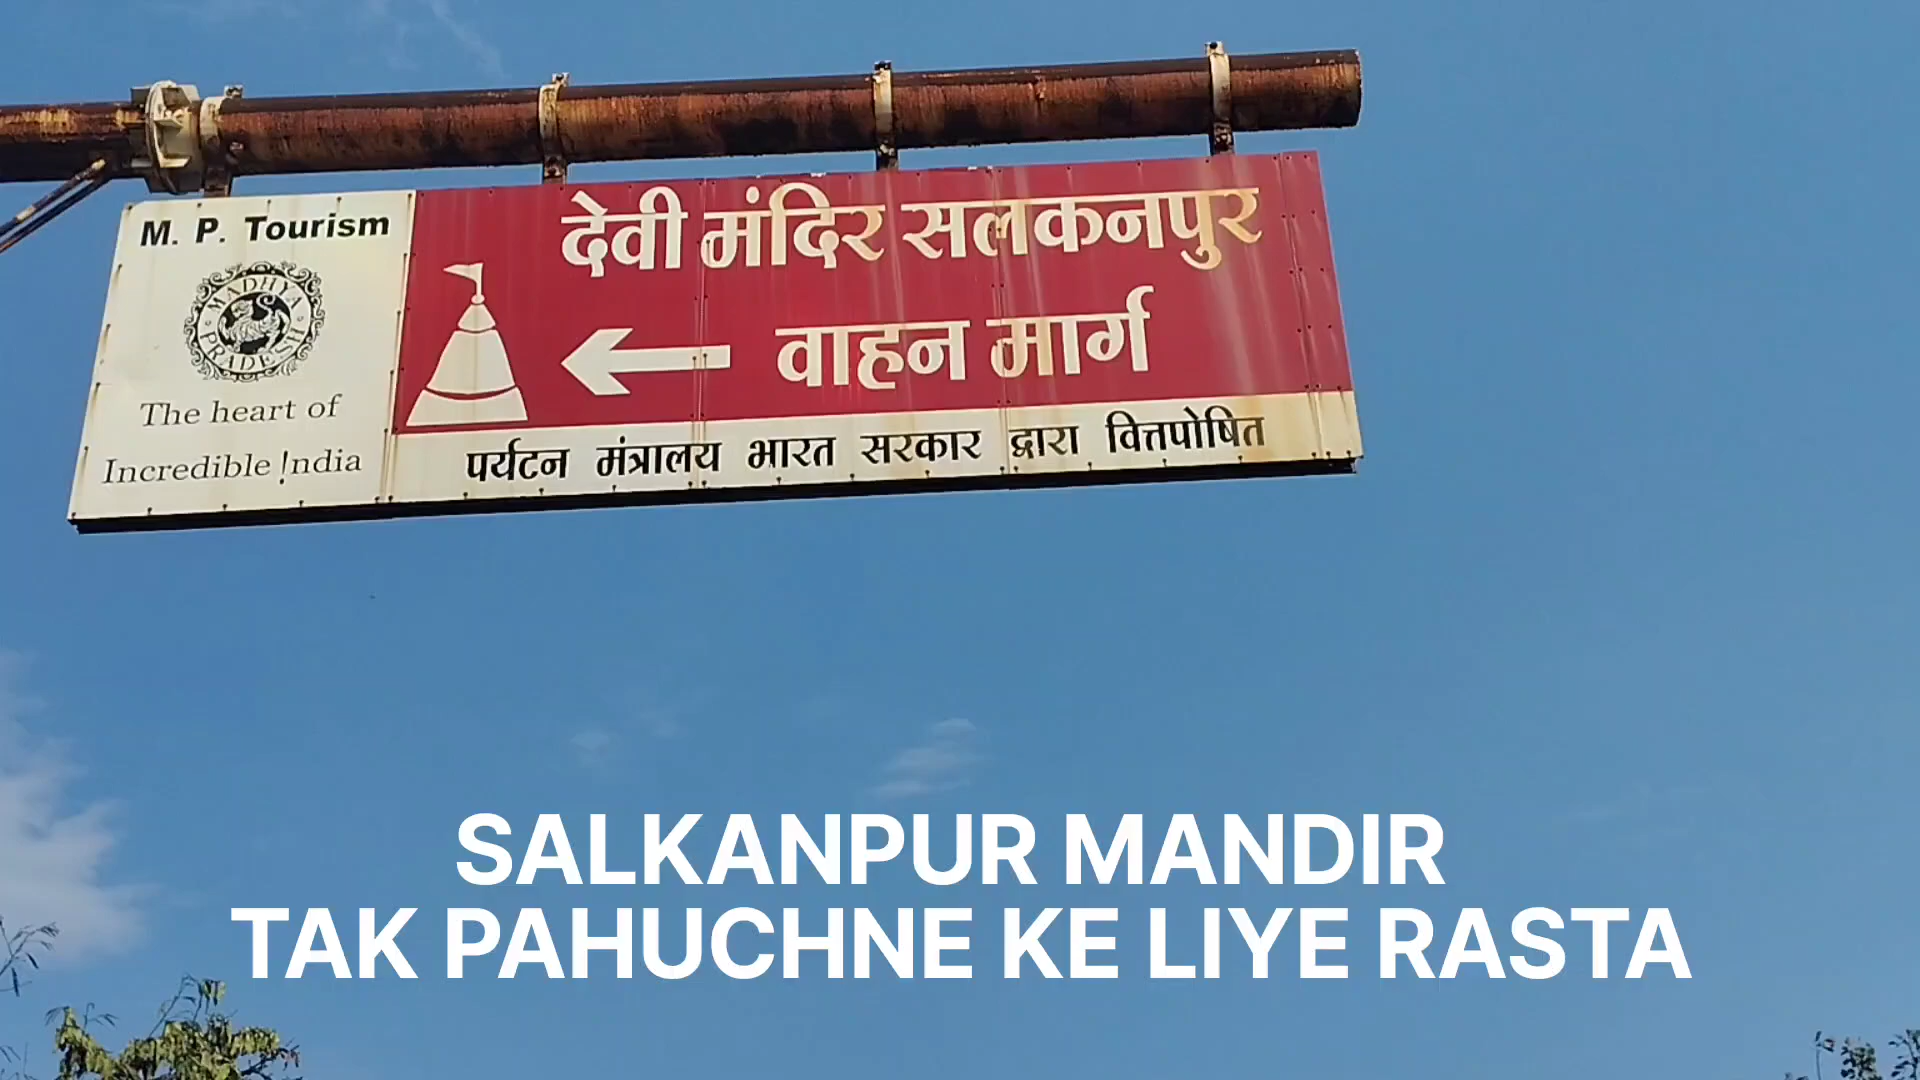 M. P. Tourism
MADHYA
PRADESH
The heart of
Incredible !ndia
देवी मंदिर सलकनपुर
वाहन मार्ग
पर्यटन मंत्रालय भारत सरकार द्वारा वित्तपोषित
SALKANPUR MANDIR
TAK PAHUCHNE KE LIYE RASTA